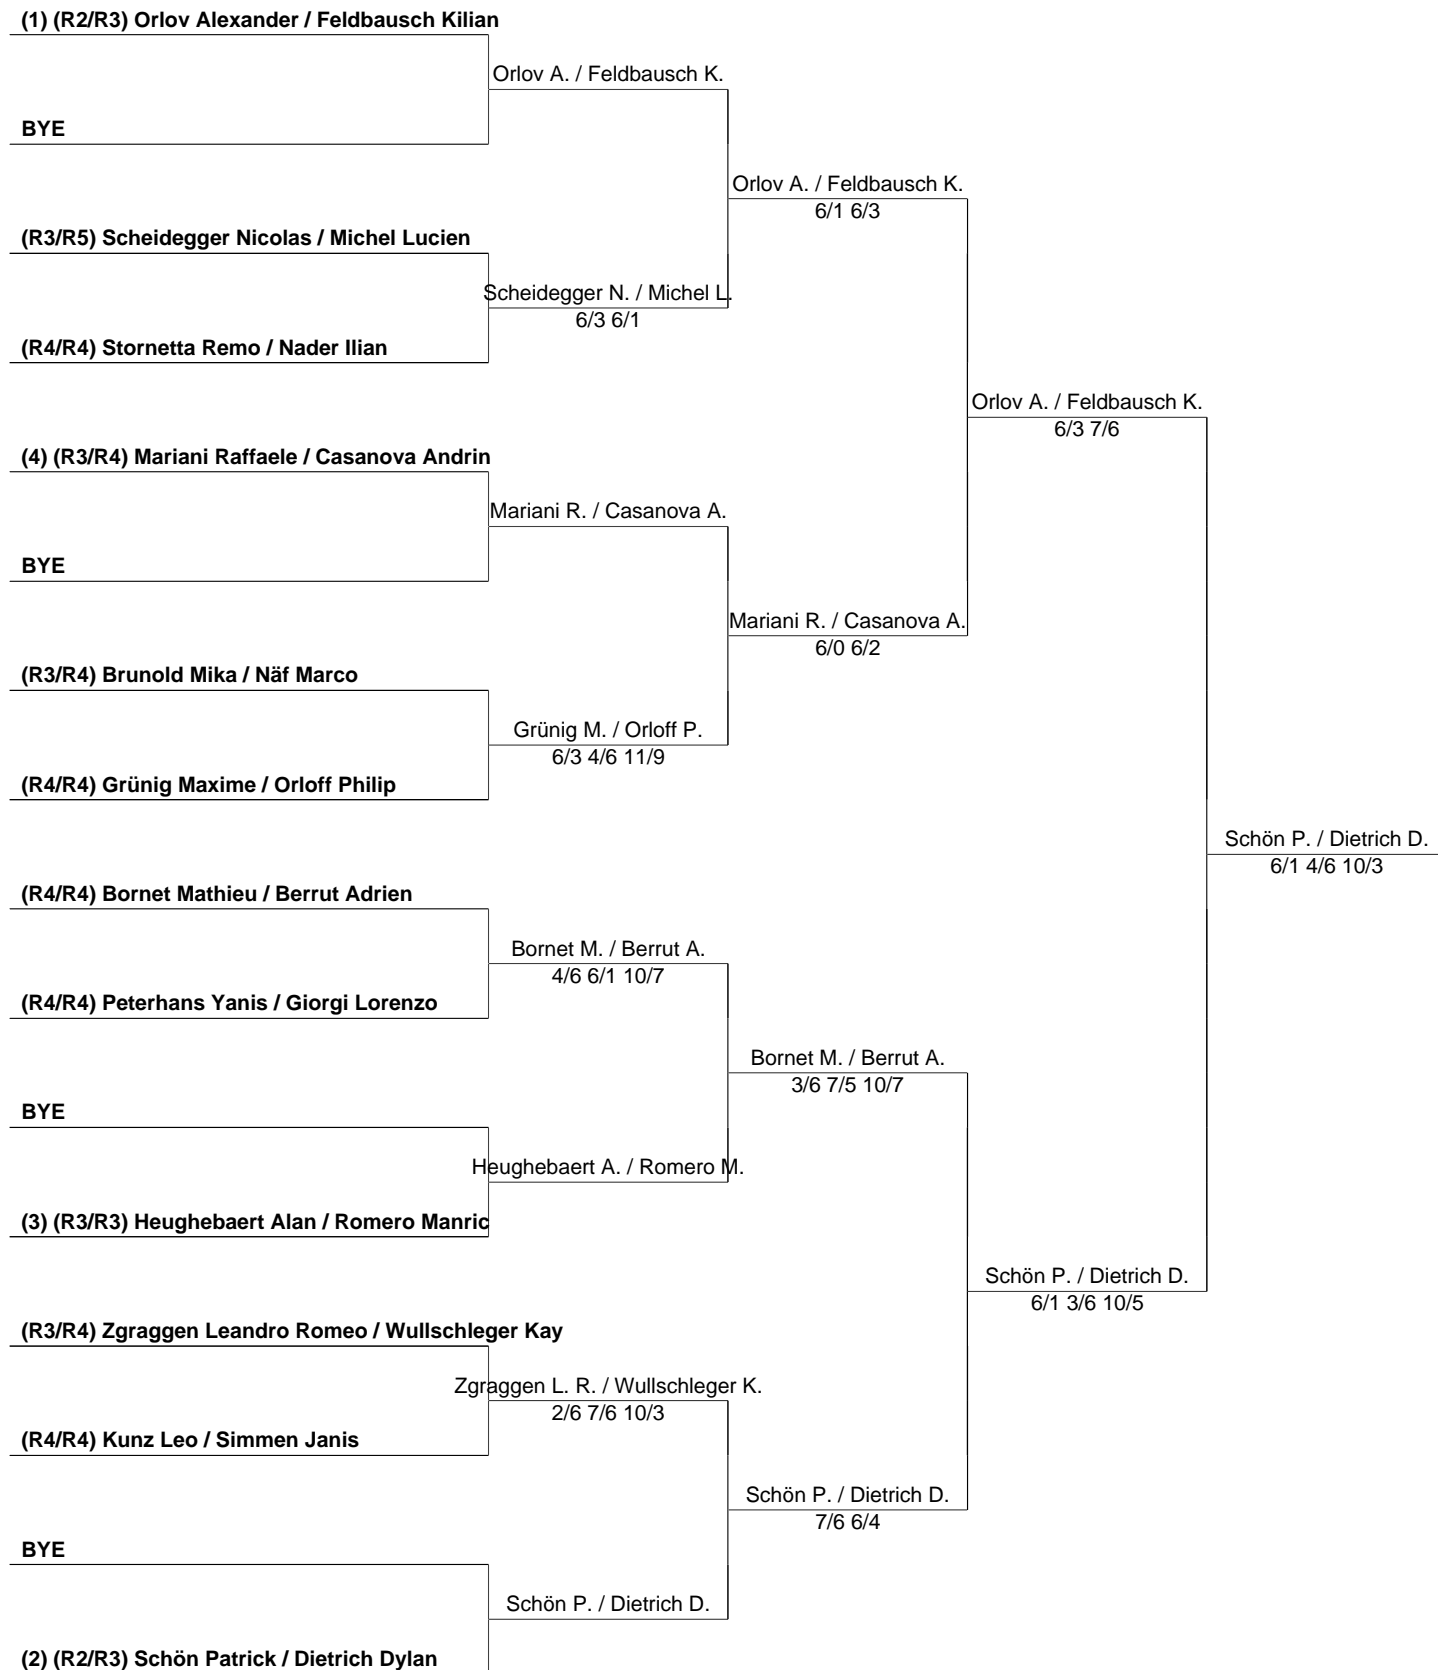 (1) (R2/R3) Orlov Alexander / Feldbausch Kilian
Orlov A. / Feldbausch K.
BYE
Orlov A. / Feldbausch K.
6/1 6/3
(R3/R5) Scheidegger Nicolas / Michel Lucien
Scheidegger N. / Michel L.
6/3 6/1
(R4/R4) Stornetta Remo / Nader Ilian
Orlov A. / Feldbausch K.
6/3 7/6
(4) (R3/R4) Mariani Raffaele / Casanova Andrin
Mariani R. / Casanova A.
BYE
Mariani R. / Casanova A.
6/0 6/2
(R3/R4) Brunold Mika / Näf Marco
Grünig M. / Orloff P.
6/3 4/6 11/9
(R4/R4) Grünig Maxime / Orloff Philip
Schön P. / Dietrich D.
6/1 4/6 10/3
(R4/R4) Bornet Mathieu / Berrut Adrien
Bornet M. / Berrut A.
4/6 6/1 10/7
(R4/R4) Peterhans Yanis / Giorgi Lorenzo
Bornet M. / Berrut A.
3/6 7/5 10/7
BYE
Heughebaert A. / Romero M.
(3) (R3/R3) Heughebaert Alan / Romero Manric
Schön P. / Dietrich D.
6/1 3/6 10/5
(R3/R4) Zgraggen Leandro Romeo / Wullschleger Kay
Zgraggen L. R. / Wullschleger K.
2/6 7/6 10/3
(R4/R4) Kunz Leo / Simmen Janis
Schön P. / Dietrich D.
7/6 6/4
BYE
Schön P. / Dietrich D.
(2) (R2/R3) Schön Patrick / Dietrich Dylan